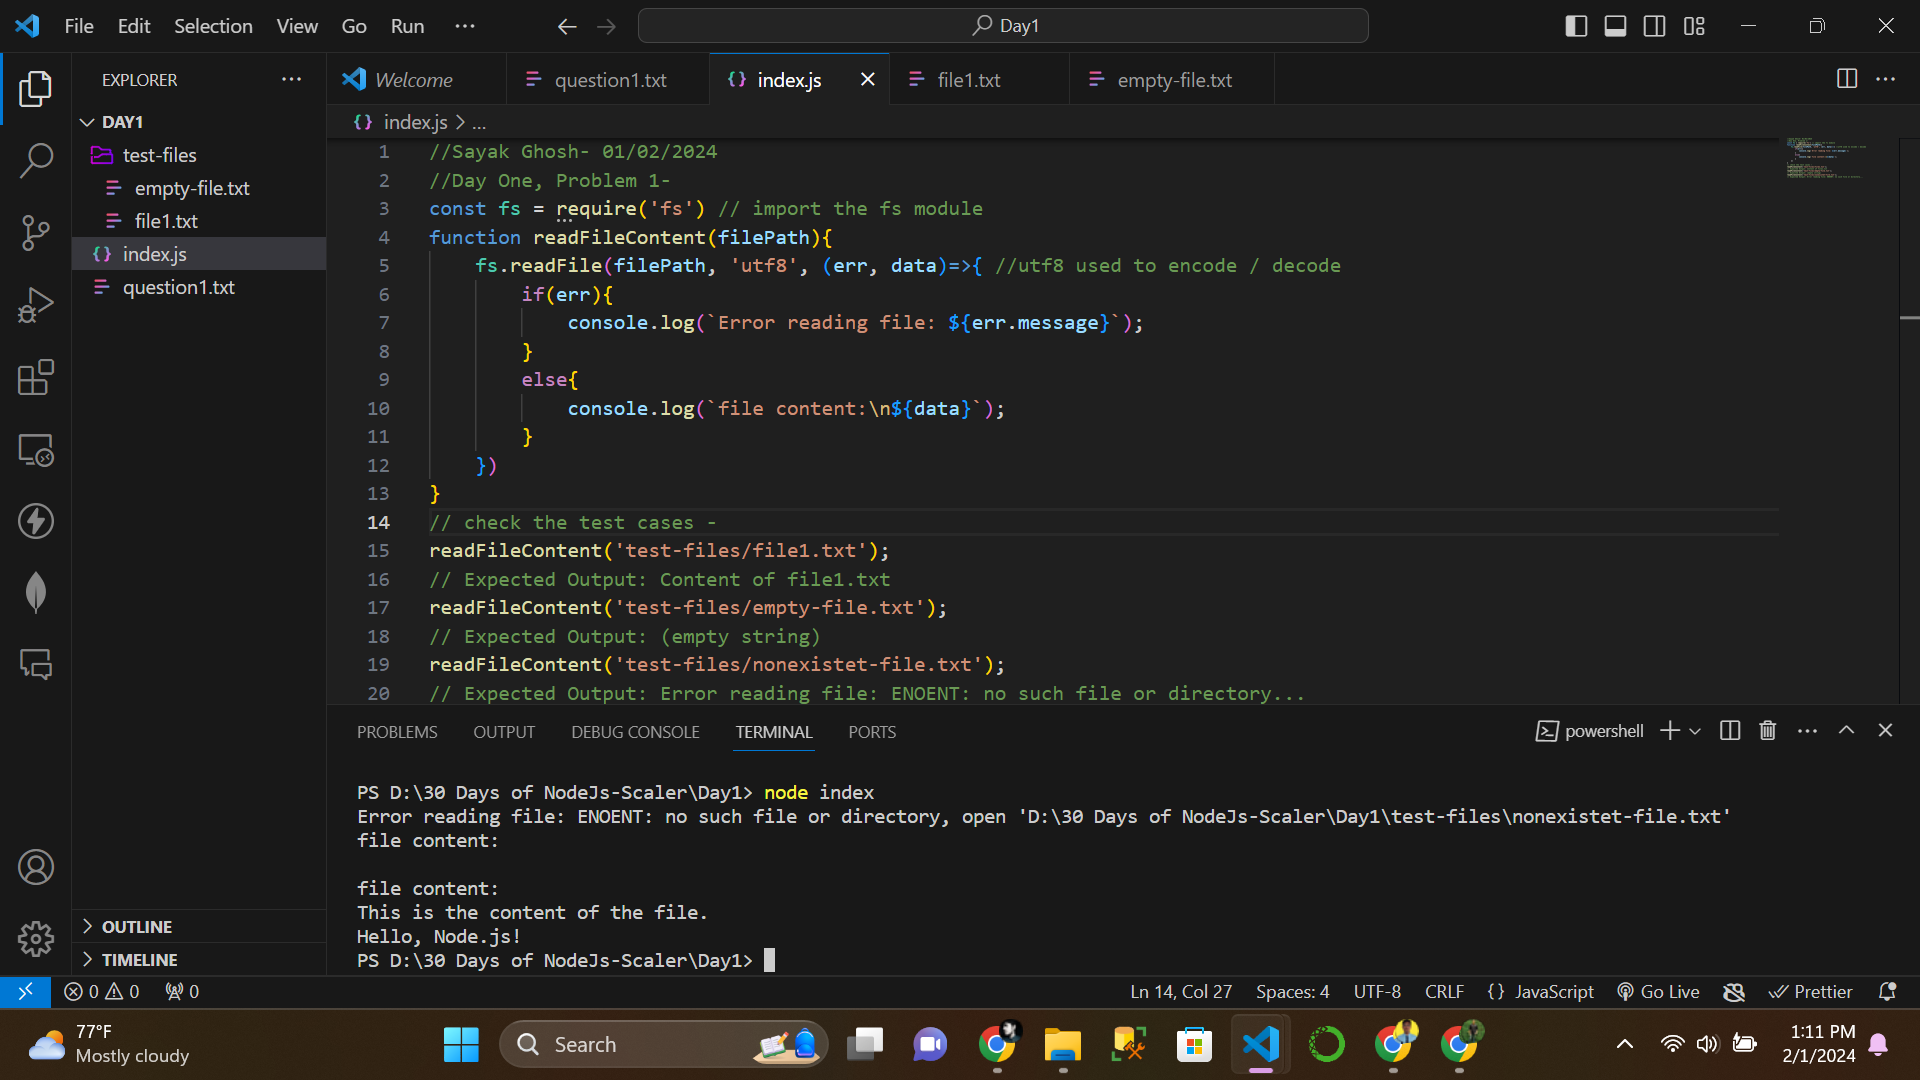 File Edit Selection View Go Run ... Day1
EXPLORER ...
DAY1
test-files
empty-file.txt
file1.txt
index.js
question1.txt
OUTLINE
TIMELINE
Welcome question1.txt index.js file1.txt empty-file.txt
index.js > ...
1 //Sayak Ghosh- 01/02/2024
2 //Day One, Problem 1-
3 const fs = require('fs') // import the fs module
4 function readFileContent(filePath){
5 fs.readFile(filePath, 'utf8', (err, data)=>{ //utf8 used to encode / decode
6 if(err){
7 console.log(`Error reading file: ${err.message}`);
8 }
9 else{
10 console.log(`file content:\n${data}`);
11 }
12 })
13 }
14 // check the test cases -
15 readFileContent('test-files/file1.txt');
16 // Expected Output: Content of file1.txt
17 readFileContent('test-files/empty-file.txt');
18 // Expected Output: (empty string)
19 readFileContent('test-files/nonexistet-file.txt');
20 // Expected Output: Error reading file: ENOENT: no such file or directory...
PROBLEMS OUTPUT DEBUG CONSOLE TERMINAL PORTS powershell
PS D:\30 Days of NodeJs-Scaler\Day1> node index
Error reading file: ENOENT: no such file or directory, open 'D:\30 Days of NodeJs-Scaler\Day1\test-files\nonexistet-file.txt'
file content:
file content:
This is the content of the file.
Hello, Node.js!
PS D:\30 Days of NodeJs-Scaler\Day1>
0 0 0 Ln 14, Col 27 Spaces: 4 UTF-8 CRLF {} JavaScript Go Live Prettier
77°F
Mostly cloudy
Search
1:11 PM
2/1/2024